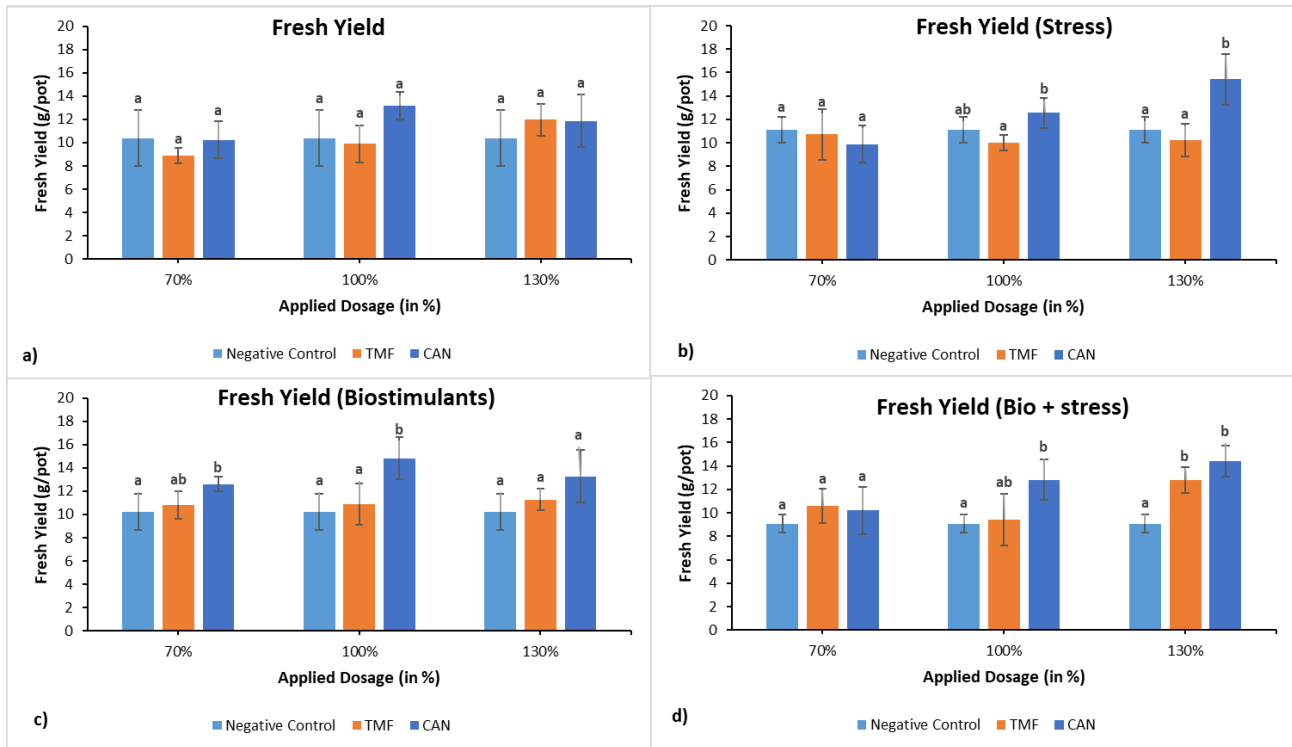 Fresh Yield
Fresh Yield (g/pot)
20
18
16
14
12
10
8
6
4
2
0
a a a a a a a a a
70% 100% 130%
Applied Dosage (in %)
a)
Negative Control TMF CAN
Fresh Yield (Stress)
Fresh Yield (g/pot)
20
18
16
14
12
10
8
6
4
2
0
a a a ab a b a a b
70% 100% 130%
Applied Dosage (in %)
b)
Negative Control TMF CAN
Fresh Yield (Biostimulants)
Fresh Yield (g/pot)
20
18
16
14
12
10
8
6
4
2
0
a ab b a a b a a a
70% 100% 130%
Applied Dosage (in %)
c)
Negative Control TMF CAN
Fresh Yield (Bio + stress)
Fresh Yield (g/pot)
20
18
16
14
12
10
8
6
4
2
0
a a a a ab b a b b
70% 100% 130%
Applied Dosage (in %)
d)
Negative Control TMF CAN